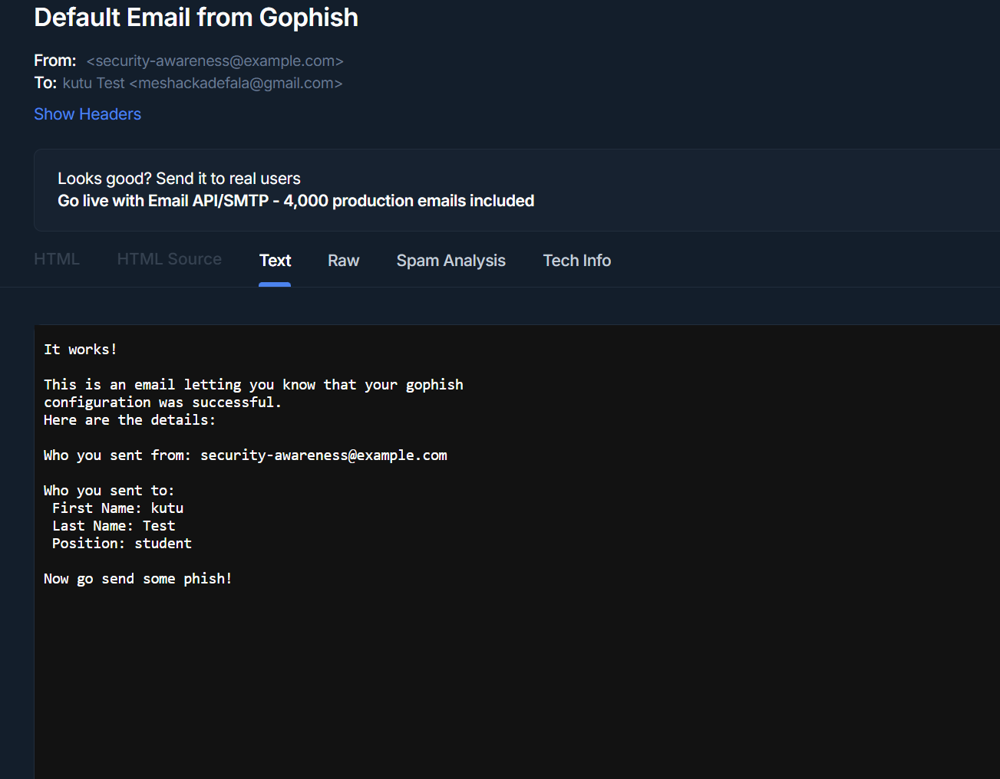 Default Email from Gophish
From: <security-awareness@example.com>
To: kutu Test <meshackadefala@gmail.com>
Show Headers
Looks good? Send it to real users
Go live with Email API/SMTP - 4,000 production emails included
HTML HTML Source Text Raw Spam Analysis Tech Info
It works!
This is an email letting you know that your gophish
configuration was successful.
Here are the details:
Who you sent from: security-awareness@example.com
Who you sent to:
First Name: kutu
Last Name: Test
Position: student
Now go send some phish!